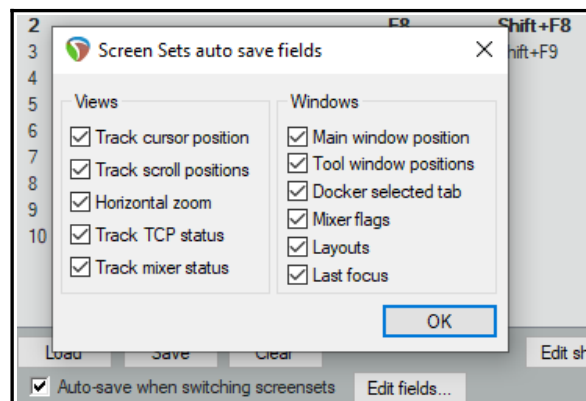 2 F8 Shift+F8
3 Shift+F9
Screen Sets auto save fields
4
5
6
7
8
9
10
Views
Track cursor position
Track scroll positions
Horizontal zoom
Track TCP status
Track mixer status
Windows
Main window position
Tool window positions
Docker selected tab
Mixer flags
Layouts
Last focus
OK
Load Save Clear Edit sh
Auto-save when switching screensets Edit fields...